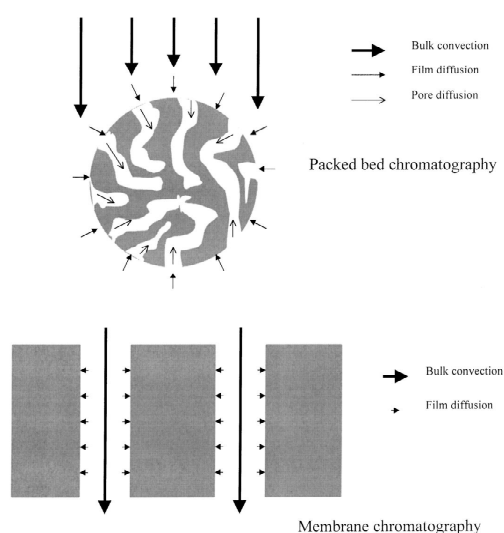 Bulk convection
Film diffusion
Pore diffusion
Packed bed chromatography
Bulk convection
Film diffusion
Membrane chromatography